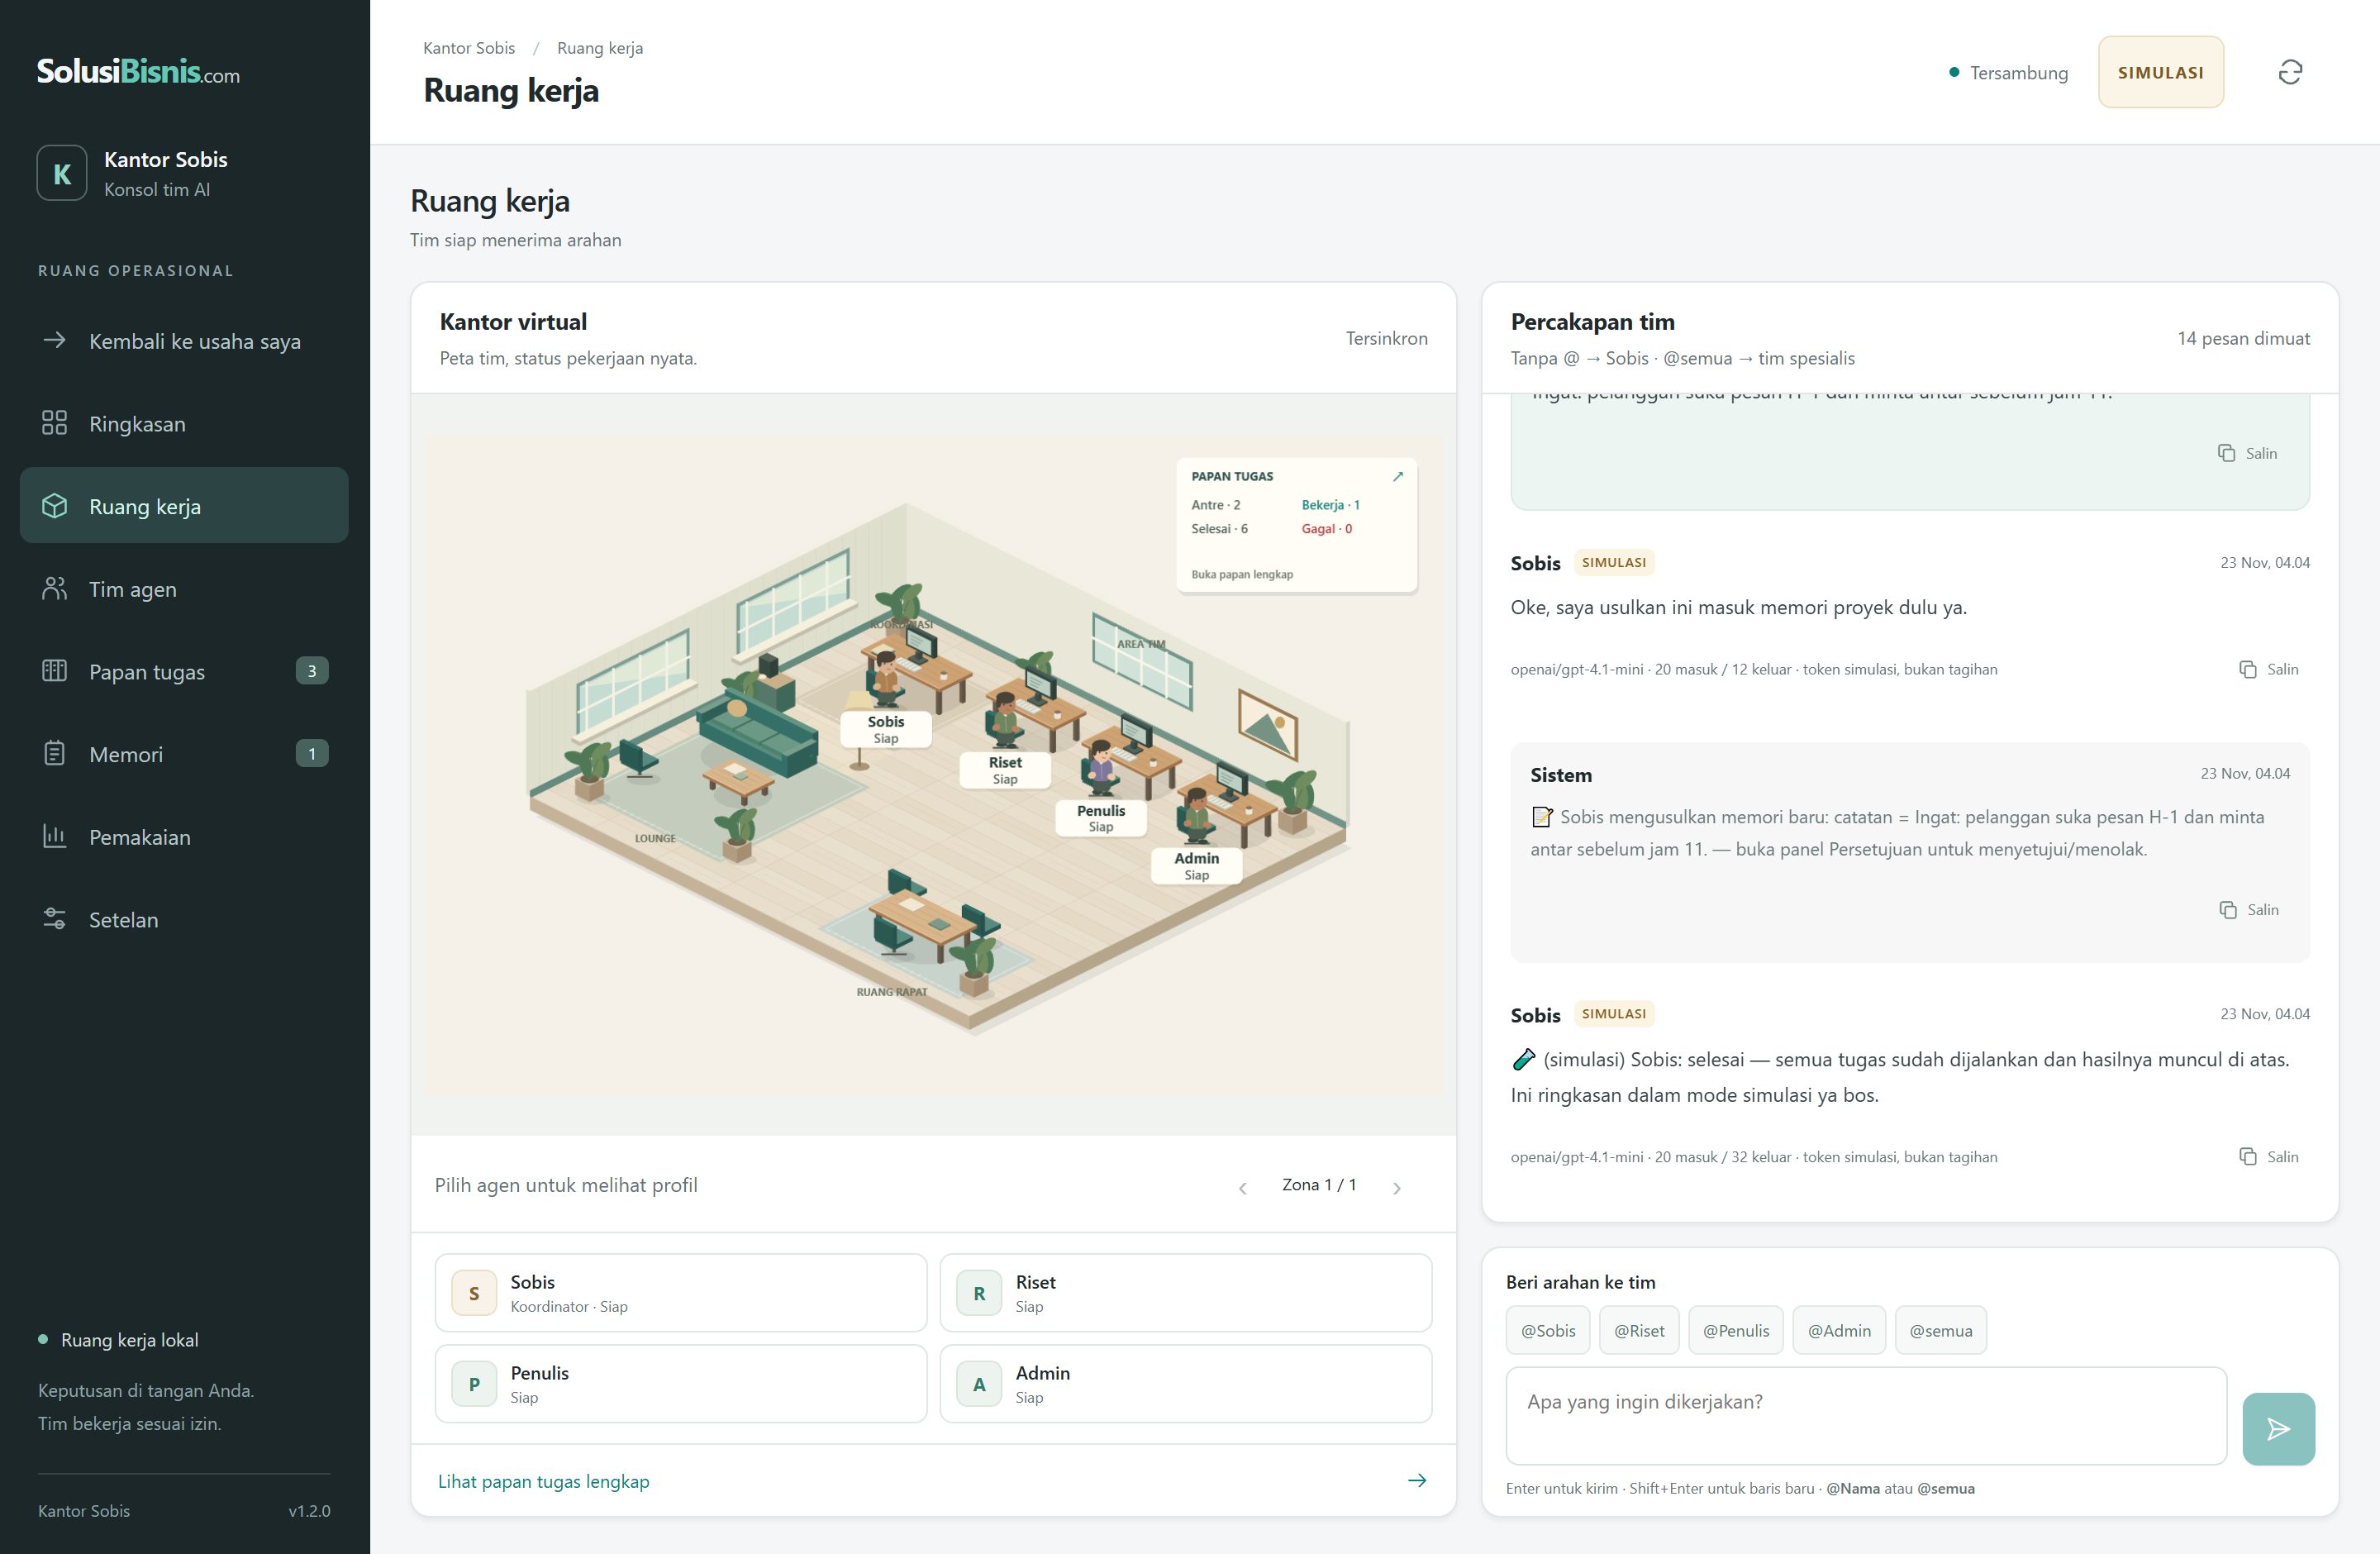 SolusiBisnis.com
K
Kantor Sobis
Konsol tim AI
RUANG OPERASIONAL
Kembali ke usaha saya
Ringkasan
Ruang kerja
Tim agen
Papan tugas
3
Memori
1
Pemakaian
Setelan
Ruang kerja lokal
Keputusan di tangan Anda.
Tim bekerja sesuai izin.
Kantor Sobis
v1.2.0
Kantor Sobis / Ruang kerja
Ruang kerja
Tersambung
SIMULASI
Ruang kerja
Tim siap menerima arahan
Kantor virtual
Peta tim, status pekerjaan nyata.
Tersinkron
PAPAN TUGAS
Antre · 2
Bekerja · 1
Selesai · 6
Gagal · 0
Buka papan lengkap
KOORDINASI
AREA TIM
Sobis
Siap
Riset
Siap
Penulis
Siap
Admin
Siap
LOUNGE
RUANG RAPAT
Pilih agen untuk melihat profil
Zona 1 / 1
S
Sobis
Koordinator · Siap
R
Riset
Siap
P
Penulis
Siap
A
Admin
Siap
Lihat papan tugas lengkap
Percakapan tim
Tanpa @ → Sobis · @semua → tim spesialis
14 pesan dimuat
Ingat: pelanggan suka pesan H-1 dan minta antar sebelum jam 11.
Salin
Sobis
SIMULASI
23 Nov, 04.04
Oke, saya usulkan ini masuk memori proyek dulu ya.
openai/gpt-4.1-mini · 20 masuk / 12 keluar · token simulasi, bukan tagihan
Salin
Sistem
23 Nov, 04.04
📝 Sobis mengusulkan memori baru: catatan = Ingat: pelanggan suka pesan H-1 dan minta
antar sebelum jam 11. — buka panel Persetujuan untuk menyetujui/menolak.
Salin
Sobis
SIMULASI
23 Nov, 04.04
🧪 (simulasi) Sobis: selesai — semua tugas sudah dijalankan dan hasilnya muncul di atas.
Ini ringkasan dalam mode simulasi ya bos.
openai/gpt-4.1-mini · 20 masuk / 32 keluar · token simulasi, bukan tagihan
Salin
Beri arahan ke tim
@Sobis
@Riset
@Penulis
@Admin
@semua
Apa yang ingin dikerjakan?
Enter untuk kirim · Shift+Enter untuk baris baru · @Nama atau @semua